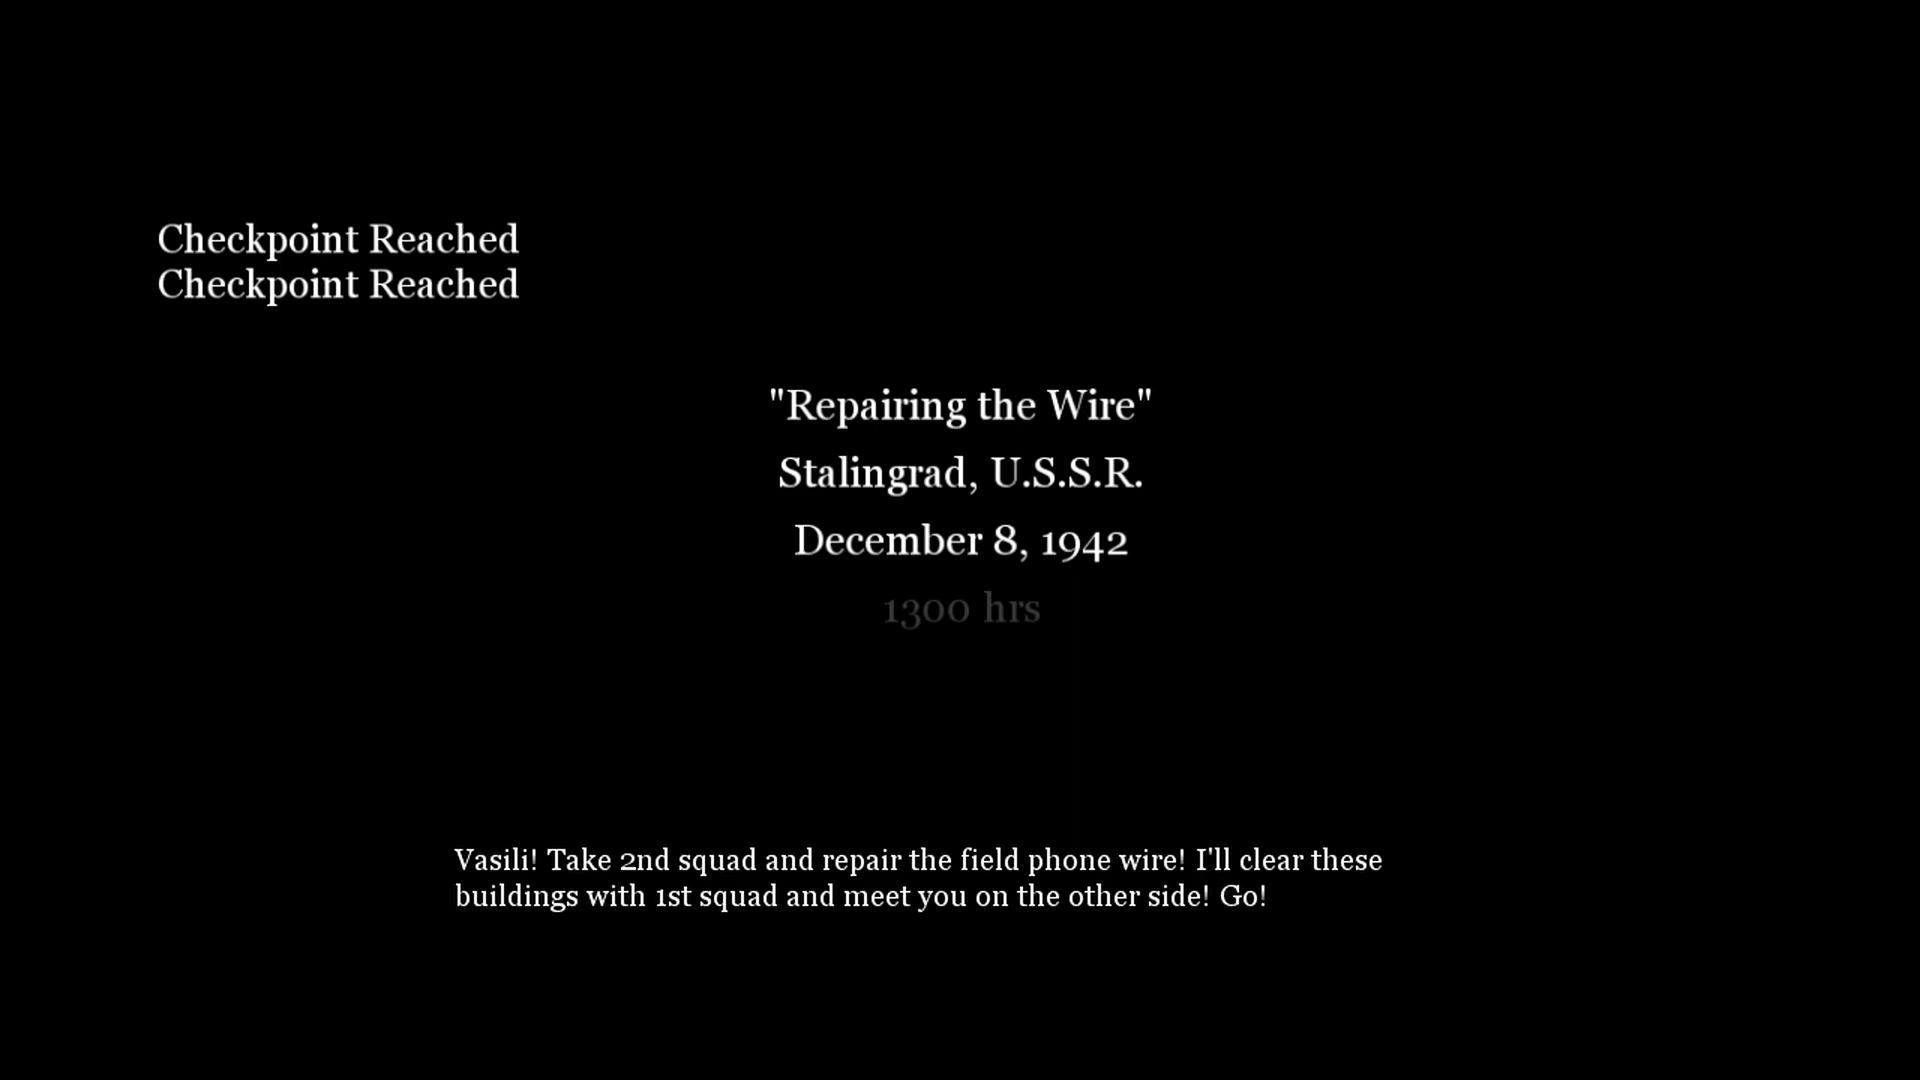 Checkpoint Reached
Checkpoint Reached
"Repairing the Wire"
Stalingrad, U.S.S.R.
December 8, 1942
1300 hrs
Vasili! Take 2nd squad and repair the field phone wire! I'll clear these
buildings with 1st squad and meet you on the other side! Go!